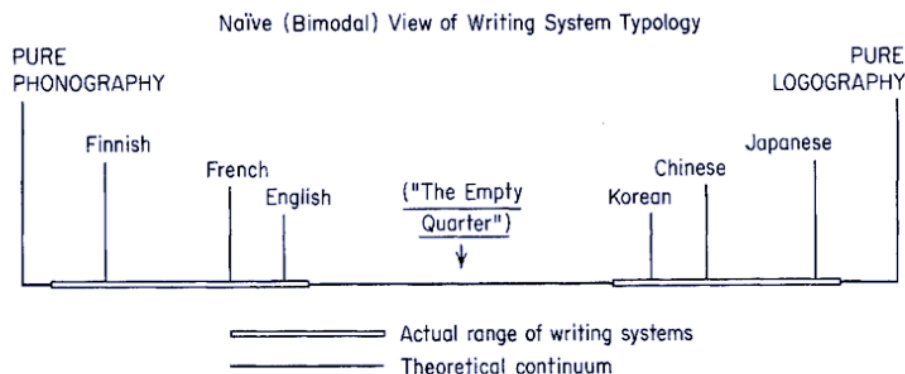 Naïve (Bimodal) View of Writing System Typology
PURE
PHONOGRAPHY
PURE
LOGOGRAPHY
Finnish
French
English
("The Empty
Quarter")
Korean
Chinese
Japanese
Actual range of writing systems
Theoretical continuum